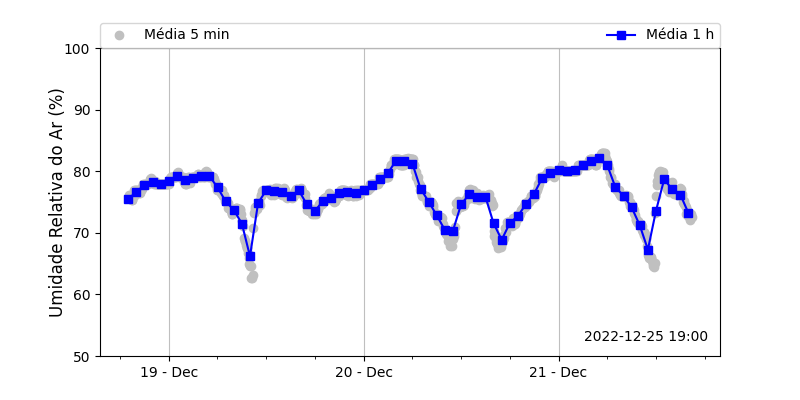 Média 5 min
Média 1 h
Umidade Relativa do Ar (%)
100
90
80
70
60
50
2022-12-25 19:00
19 - Dec
20 - Dec
21 - Dec